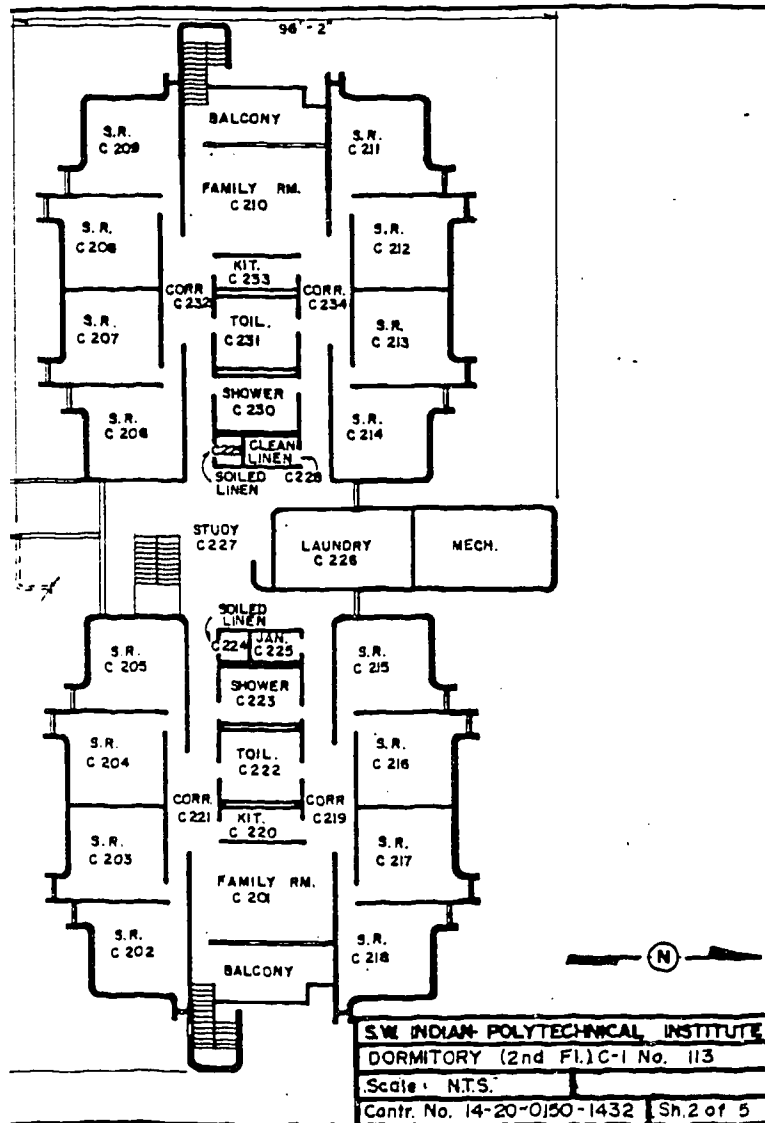 96'-2"
BALCONY
S.R.
C 209
S.R.
C 211
FAMILY RM.
C 210
S.R.
C 208
S.R.
C 212
KIT.
C 233
CORR
C 232
CORR.
C 234
S.R.
C 207
TOIL.
C 231
S.R.
C 213
SHOWER
C 230
S.R.
C 206
S.R.
C 214
C 229
CLEAN
LINEN
SOILED
LINEN
C 228
STUDY
C 227
LAUNDRY
C 226
MECH.
SOILED
LINEN
C 224
JAN.
C 225
S.R.
C 205
S.R.
C 215
SHOWER
C 223
S.R.
C 204
TOIL.
C 222
S.R.
C 216
CORR.
C 221
CORR
C 219
KIT.
C 220
S.R.
C 203
S.R.
C 217
FAMILY RM.
C 201
S.R.
C 202
S.R.
C 218
BALCONY
N
S.W. INDIAN POLYTECHNICAL INSTITUTE
DORMITORY (2nd Fl.) C-1 No. 113
Scale: N.T.S.
Contr. No. 14-20-0150-1432 Sh. 2 of 5